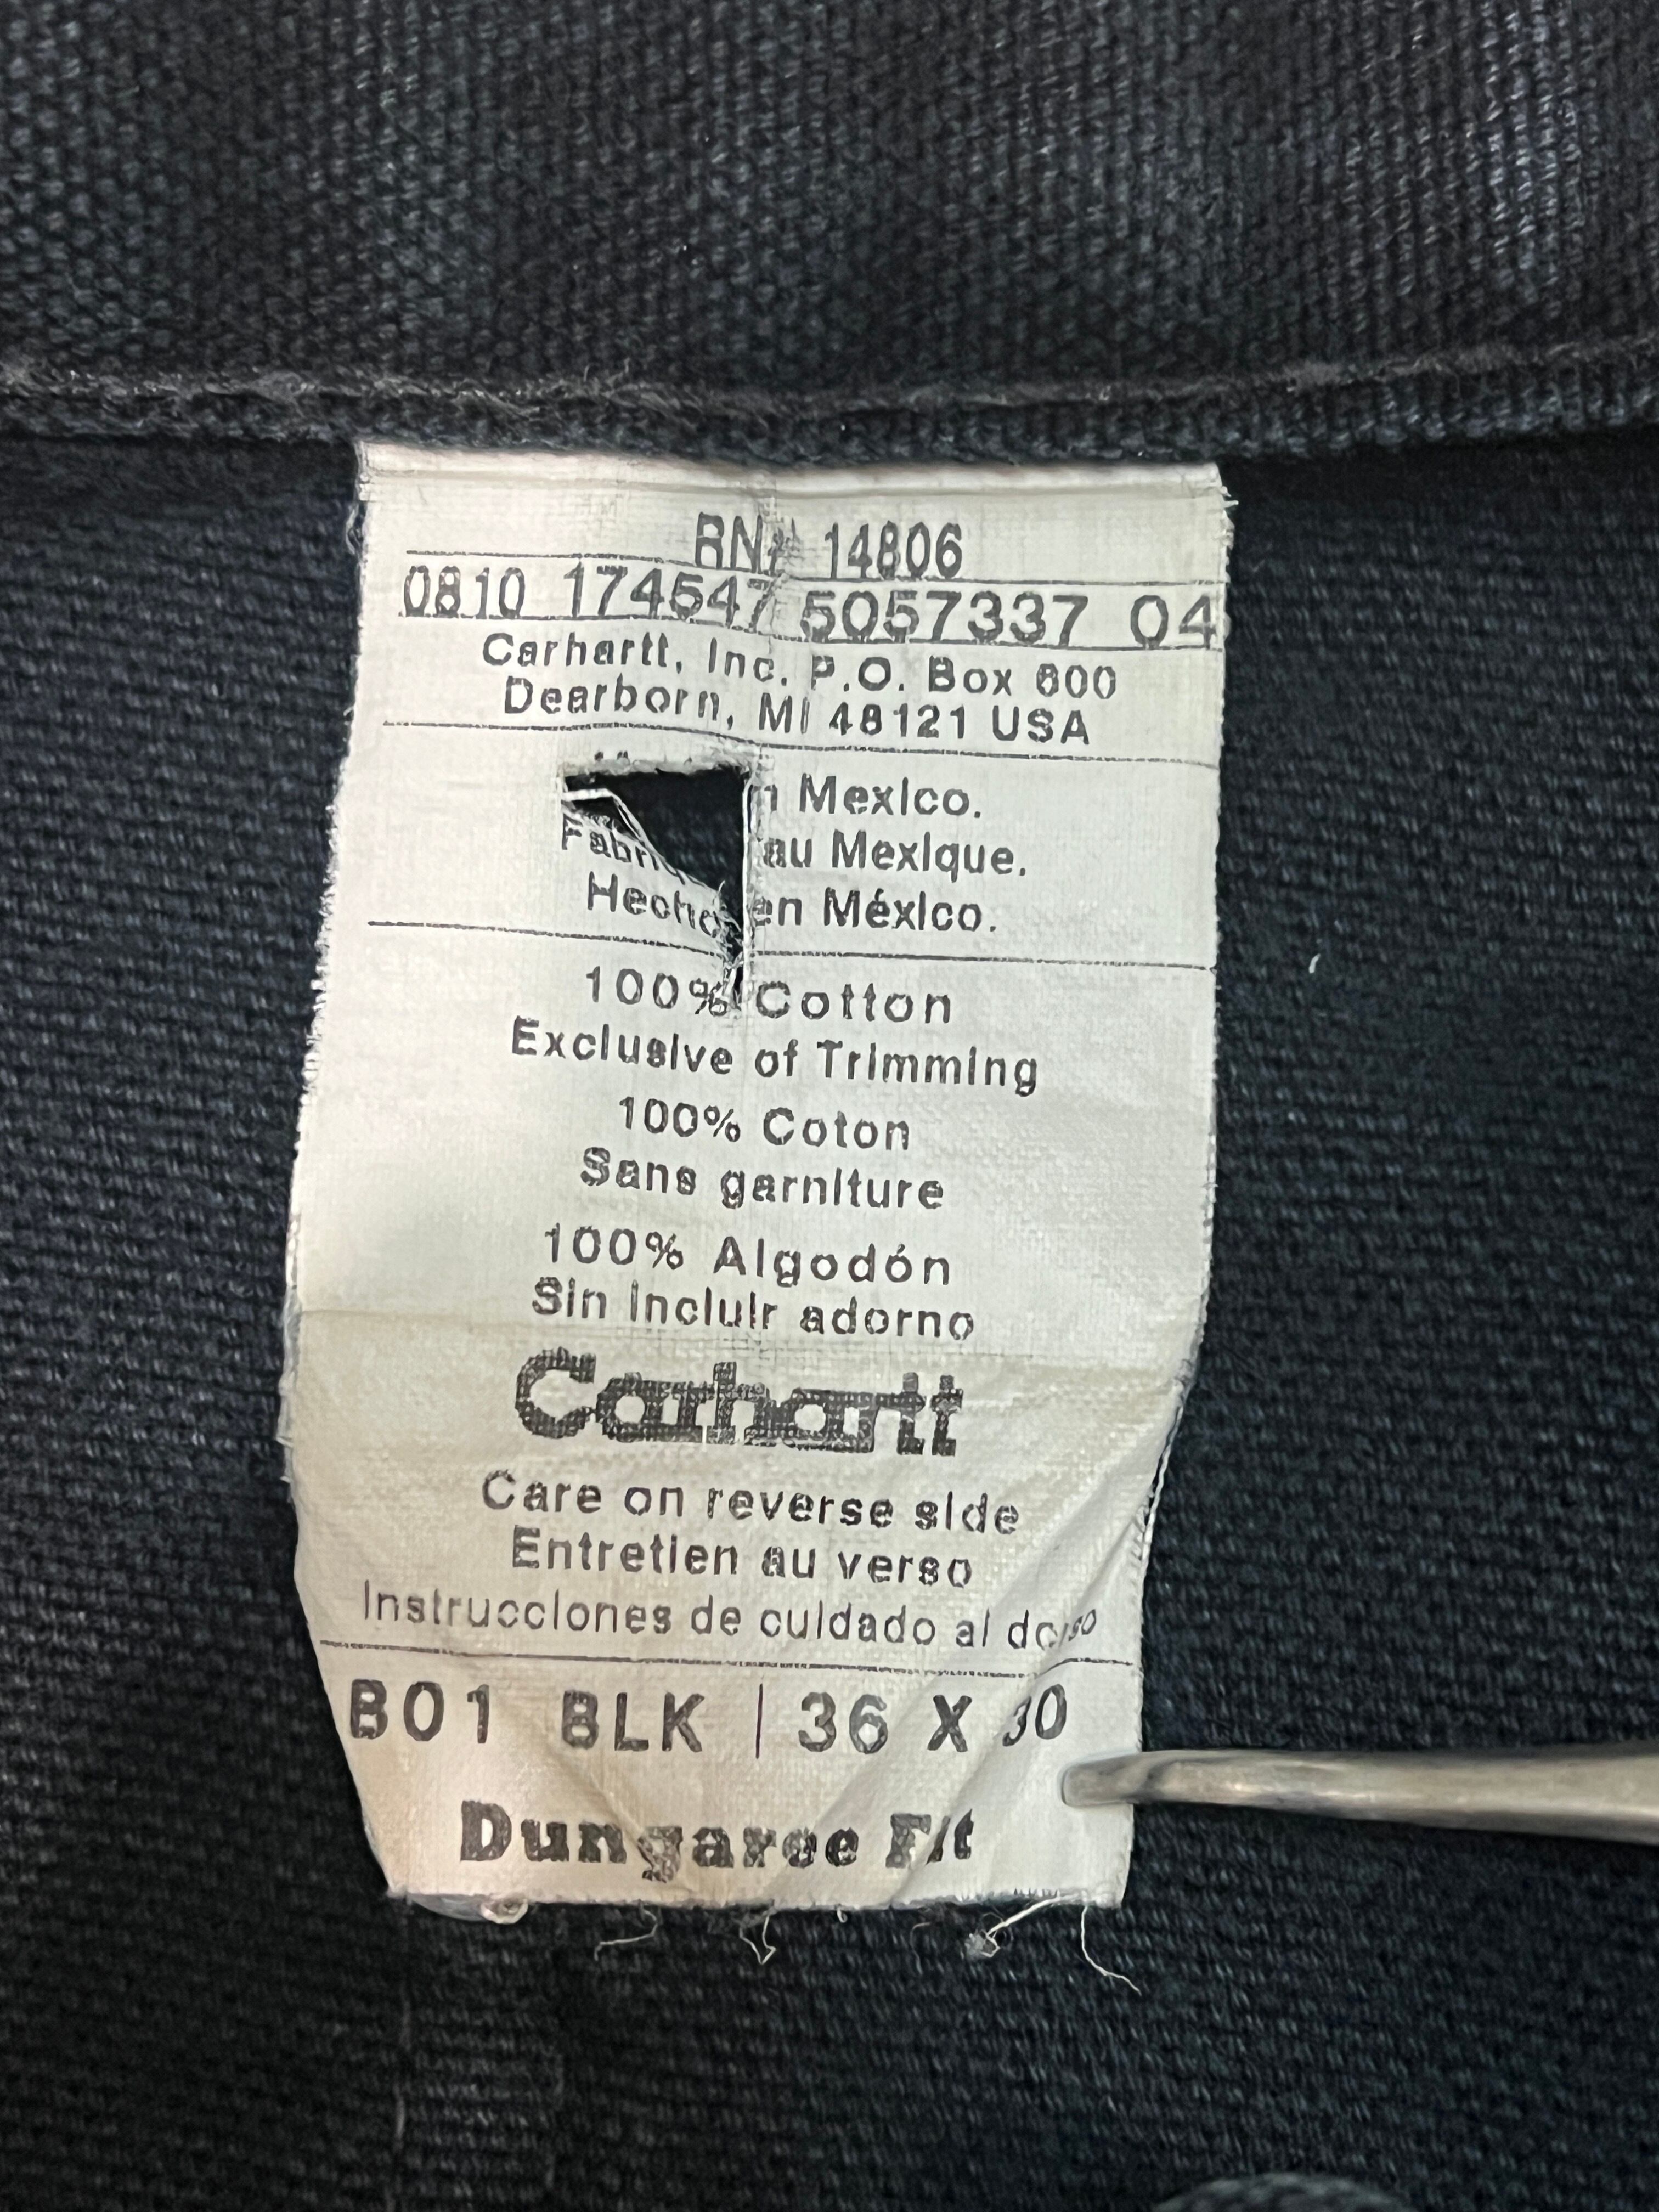 RN# 14806
0810 174547 5057337 04
Carhartt, Inc. P.O. Box 600
Dearborn, MI 48121 USA
Mexico.
au Mexique.
Hecho en México.
100% Cotton
Exclusive of Trimming
100% Coton
Sans garniture
100% Algodón
Sin incluir adorno
Carhartt
Care on reverse side
Entretien au verso
Instrucciones de cuidado al dorso
B01 BLK | 36 X 30
Dungaree Fit